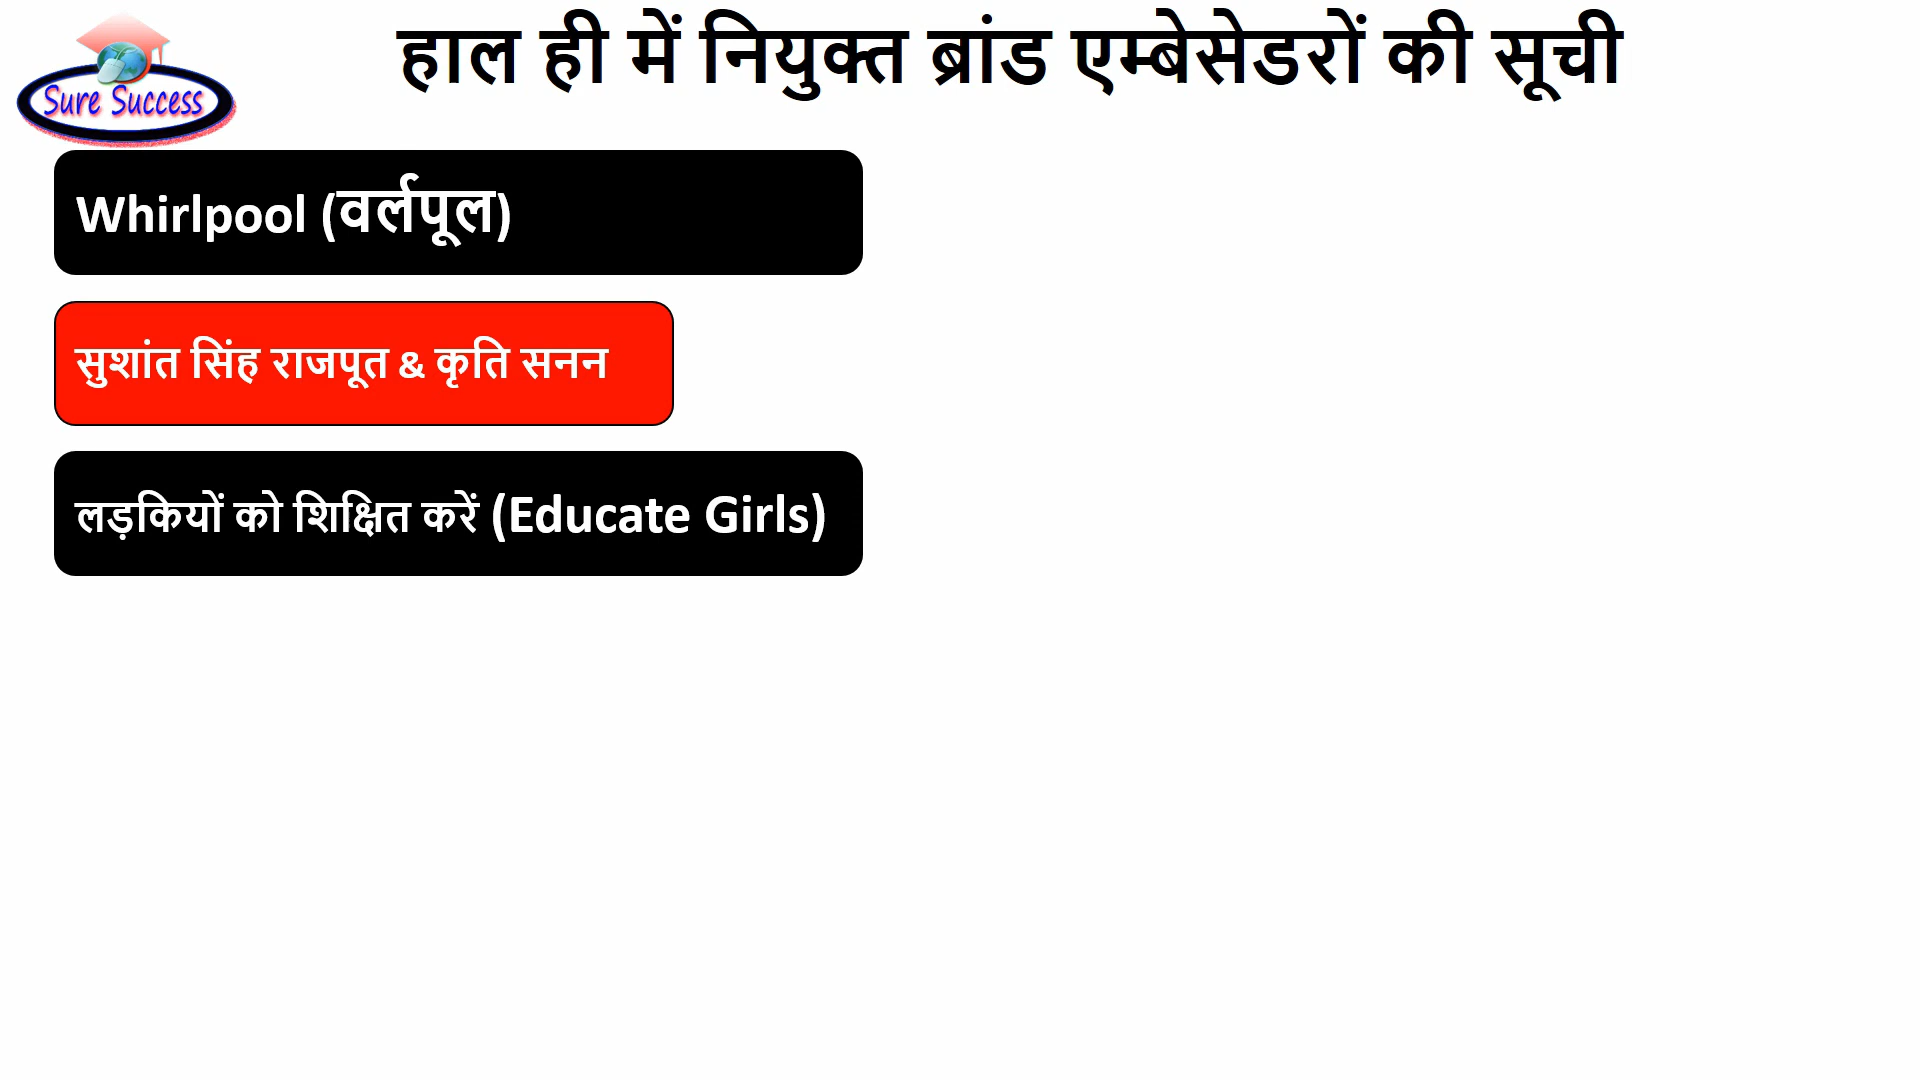 हाल ही में नियुक्त ब्रांड एम्बेसेडरों की सूची
Sure Success
Whirlpool (वर्लपूल)
सुशांत सिंह राजपूत & कृति सनन
लड़कियों को शिक्षित करें (Educate Girls)